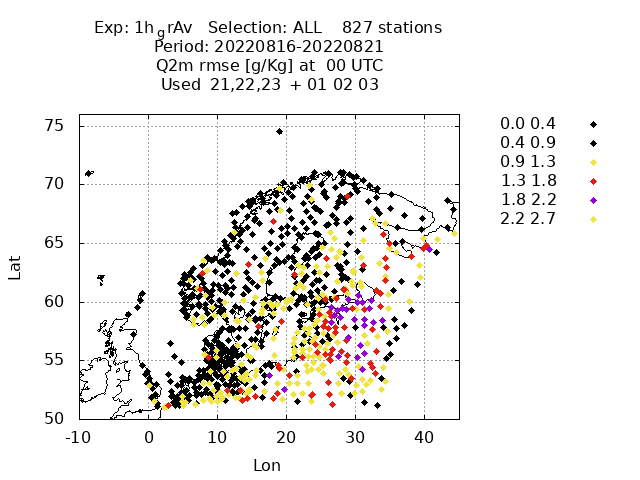 Exp: 1h_grAv Selection: ALL 827 stations
Period: 20220816-20220821
Q2m rmse [g/Kg] at 00 UTC
Used 21,22,23 + 01 02 03
75
70
65
60
55
50
Lat
-10 0 10 20 30 40
Lon
0.0 0.4
0.4 0.9
0.9 1.3
1.3 1.8
1.8 2.2
2.2 2.7